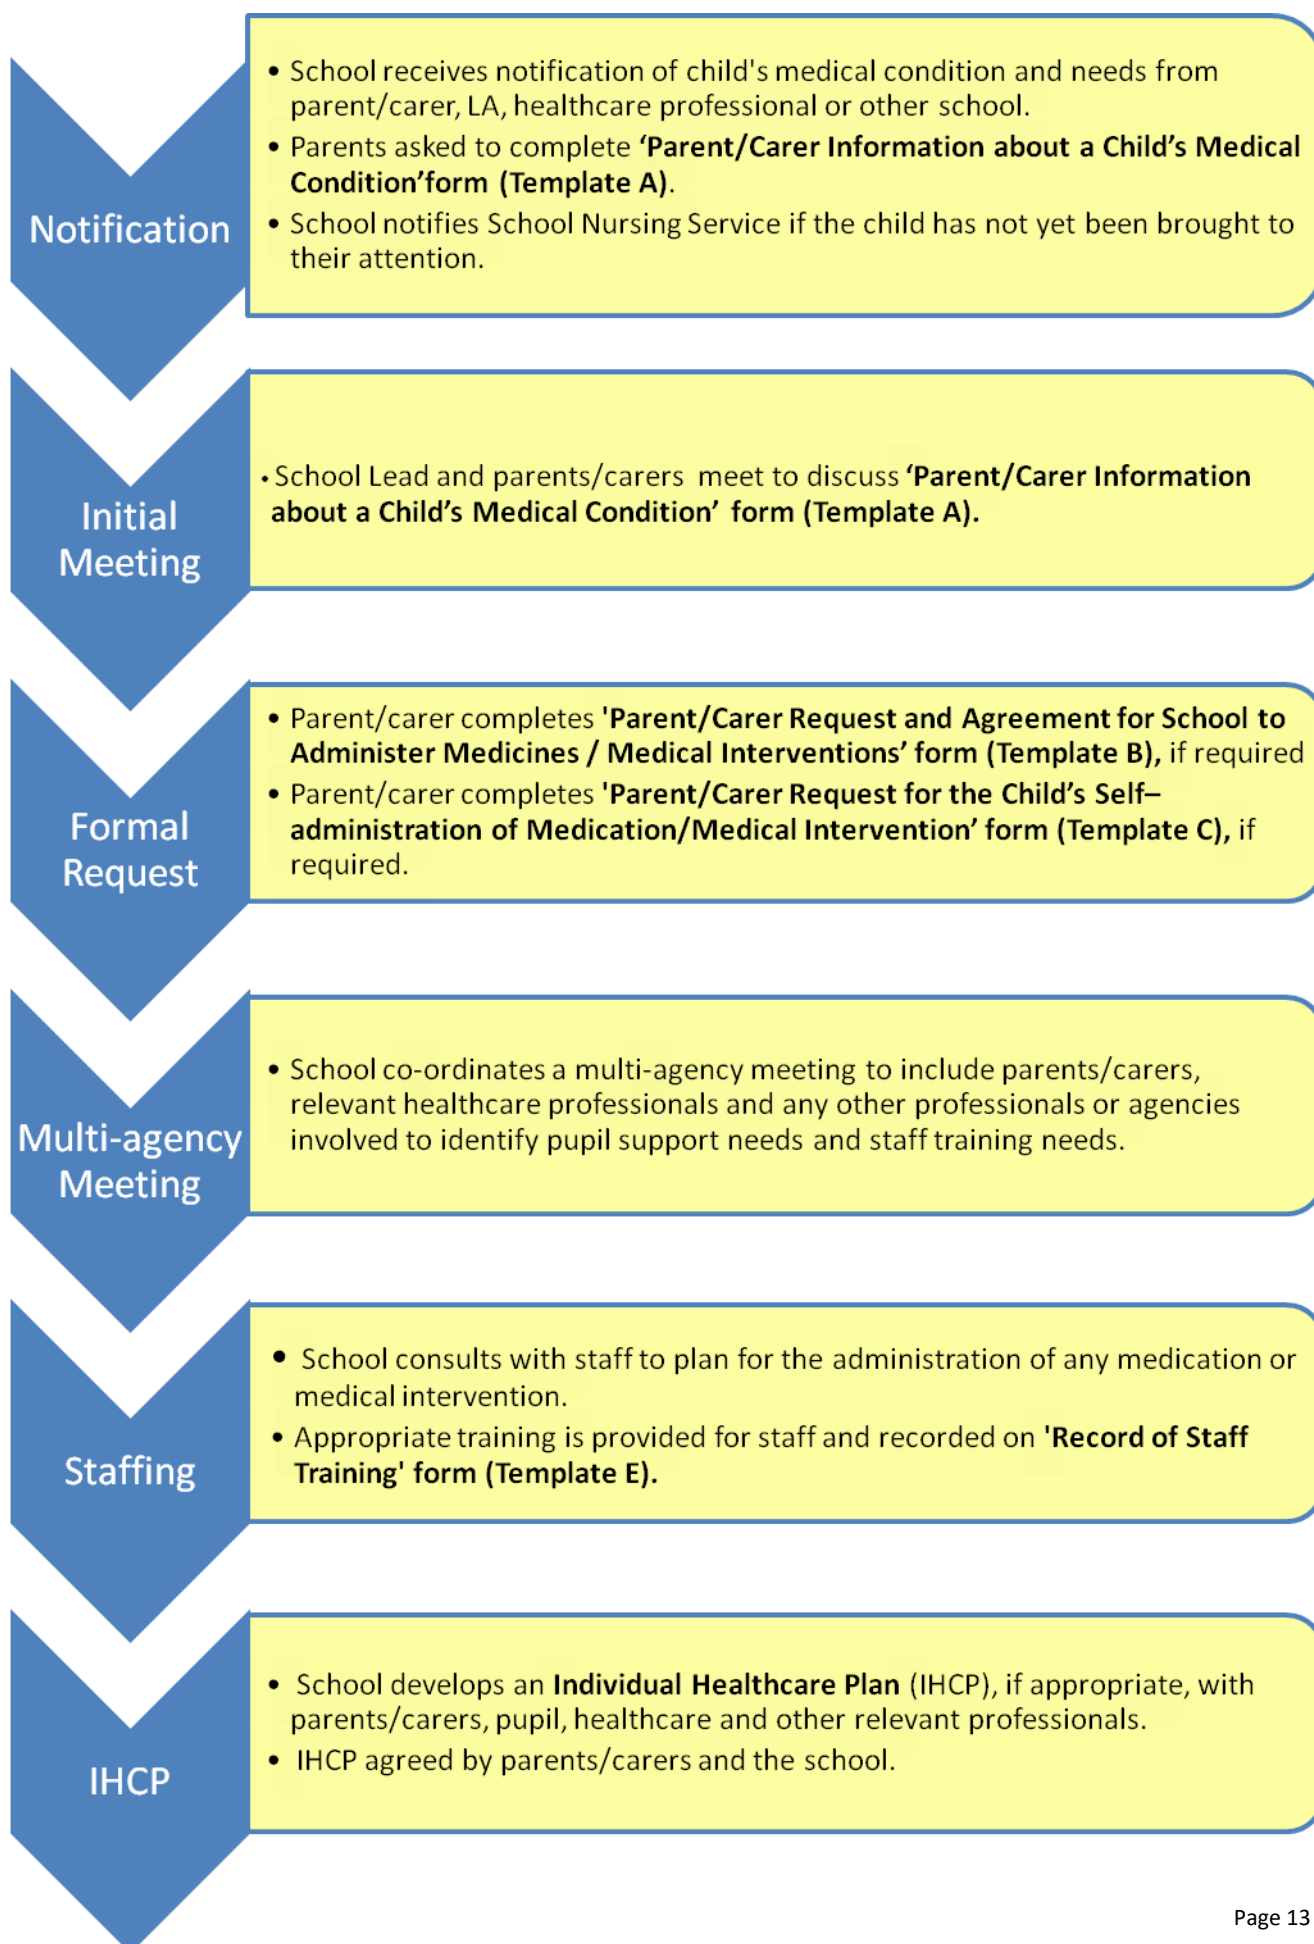 Notification
• School receives notification of child's medical condition and needs from
parent/carer, LA, healthcare professional or other school.
• Parents asked to complete ‘Parent/Carer Information about a Child’s Medical
Condition’form (Template A).
• School notifies School Nursing Service if the child has not yet been brought to
their attention.
Initial
Meeting
• School Lead and parents/carers meet to discuss ‘Parent/Carer Information
about a Child’s Medical Condition’ form (Template A).
Formal
Request
• Parent/carer completes 'Parent/Carer Request and Agreement for School to
Administer Medicines / Medical Interventions’ form (Template B), if required
• Parent/carer completes 'Parent/Carer Request for the Child’s Self–
administration of Medication/Medical Intervention’ form (Template C), if
required.
Multi-agency
Meeting
• School co-ordinates a multi-agency meeting to include parents/carers,
relevant healthcare professionals and any other professionals or agencies
involved to identify pupil support needs and staff training needs.
Staffing
• School consults with staff to plan for the administration of any medication or
medical intervention.
• Appropriate training is provided for staff and recorded on 'Record of Staff
Training' form (Template E).
IHCP
• School develops an Individual Healthcare Plan (IHCP), if appropriate, with
parents/carers, pupil, healthcare and other relevant professionals.
• IHCP agreed by parents/carers and the school.
Page 13